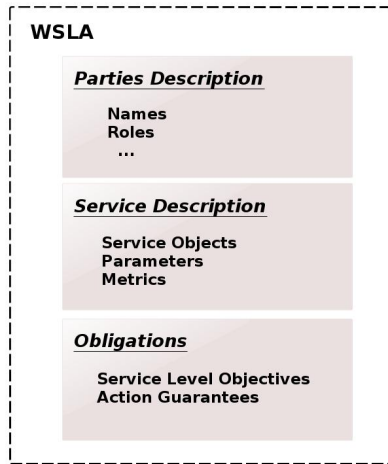 WSLA
Parties Description
Names
Roles
...
Service Description
Service Objects
Parameters
Metrics
Obligations
Service Level Objectives
Action Guarantees